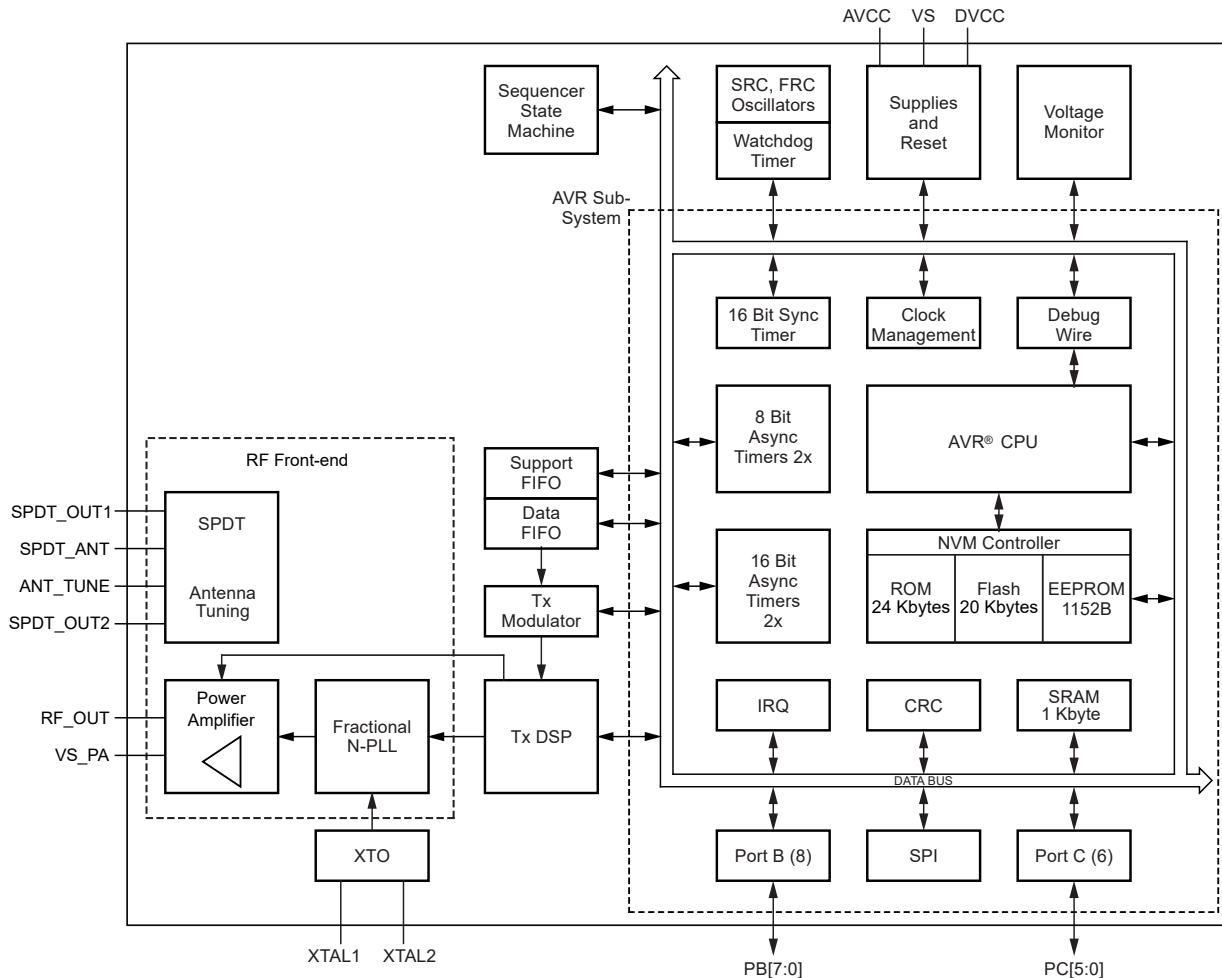 AVCC VS DVCC
Sequencer
State
Machine
SRC, FRC
Oscillators
Watchdog
Timer
Supplies
and
Reset
Voltage
Monitor
AVR Sub-
System
16 Bit Sync
Timer
Clock
Management
Debug
Wire
8 Bit
Async
Timers 2x
AVR® CPU
RF Front-end
Support
FIFO
Data
FIFO
SPDT_OUT1
SPDT_ANT
ANT_TUNE
SPDT_OUT2
SPDT
Antenna
Tuning
Tx
Modulator
16 Bit
Async
Timers
2x
NVM Controller
ROM
24 Kbytes
Flash
20 Kbytes
EEPROM
1152B
RF_OUT
VS_PA
Power
Amplifier
Fractional
N-PLL
Tx DSP
IRQ
CRC
SRAM
1 Kbyte
DATA BUS
XTO
Port B (8)
SPI
Port C (6)
XTAL1 XTAL2
PB[7:0]
PC[5:0]